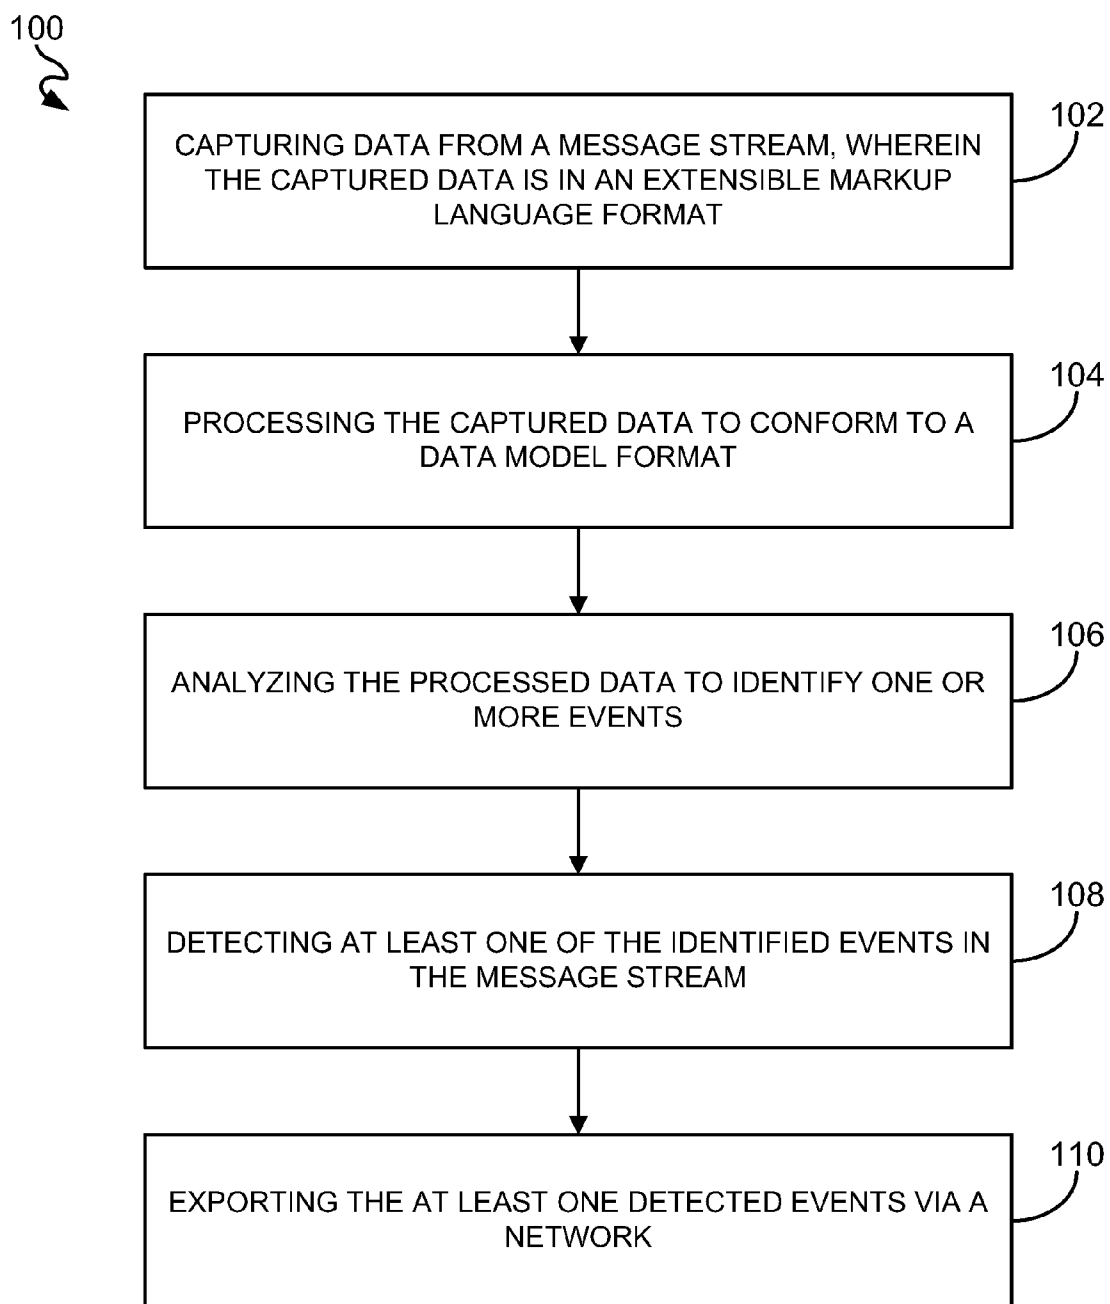 100
102
CAPTURING DATA FROM A MESSAGE STREAM, WHEREIN
THE CAPTURED DATA IS IN AN EXTENSIBLE MARKUP
LANGUAGE FORMAT
104
PROCESSING THE CAPTURED DATA TO CONFORM TO A
DATA MODEL FORMAT
106
ANALYZING THE PROCESSED DATA TO IDENTIFY ONE OR
MORE EVENTS
108
DETECTING AT LEAST ONE OF THE IDENTIFIED EVENTS IN
THE MESSAGE STREAM
110
EXPORTING THE AT LEAST ONE DETECTED EVENTS VIA A
NETWORK